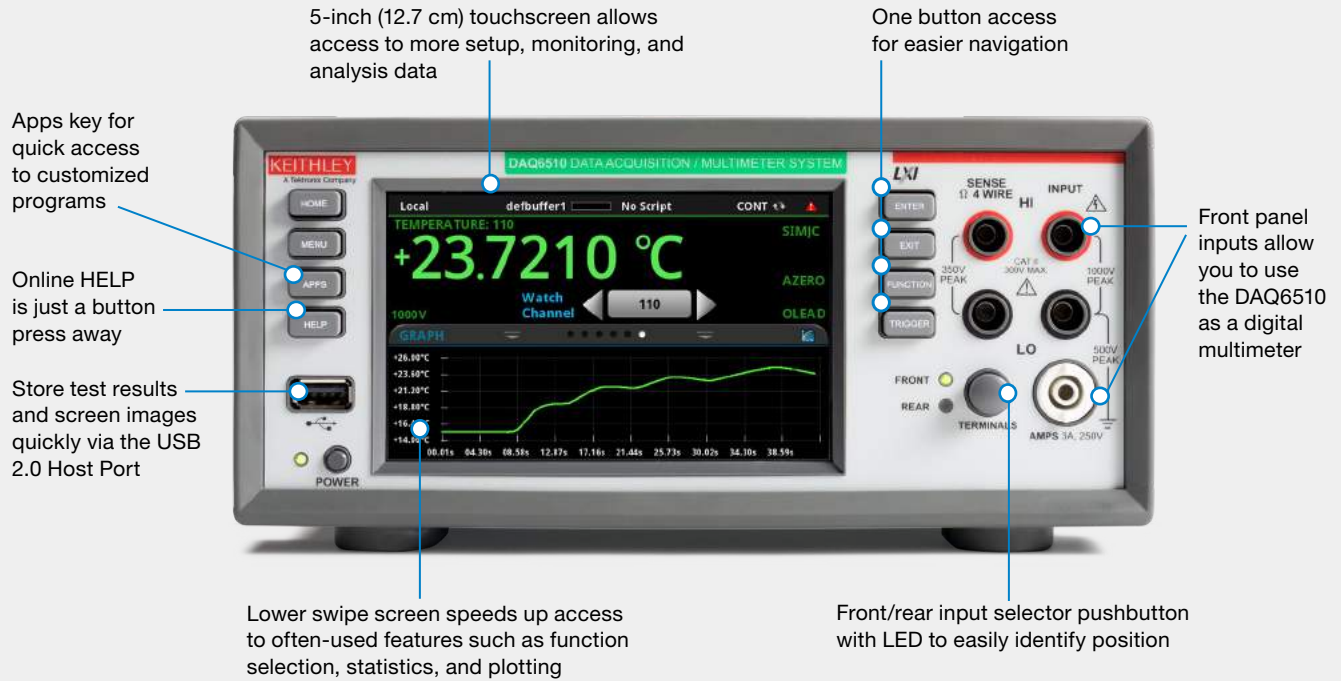 5-inch (12.7 cm) touchscreen allows
access to more setup, monitoring, and
analysis data
One button access
for easier navigation
Apps key for
quick access
to customized
programs
Online HELP
is just a button
press away
Store test results
and screen images
quickly via the USB
2.0 Host Port
KEITHLEY
A Tektronix Company
DAQ6510 DATA ACQUISITION / MULTIMETER SYSTEM
LXI
HOME
MENU
APPS
HELP
POWER
Local defbuffer1 No Script CONT
TEMPERATURE: 110
+23.7210 °C
SIMJC
AZERO
OLEAD
Watch
Channel
110
1000V
GRAPH
+26.00°C
+23.60°C
+21.20°C
+18.80°C
+16.
+14.
00.01s 04.30s 08.58s 12.87s 17.16s 21.44s 25.73s 30.02s 34.30s 38.59s
ENTER
EXIT
FUNCTION
TRIGGER
SENSE
Ω 4 WIRE
INPUT
HI
CAT II
300V MAX
350V
PEAK
1000V
PEAK
LO
500V
PEAK
FRONT
REAR
TERMINALS
AMPS 3A, 250V
Front panel
inputs allow
you to use
the DAQ6510
as a digital
multimeter
Lower swipe screen speeds up access
to often-used features such as function
selection, statistics, and plotting
Front/rear input selector pushbutton
with LED to easily identify position